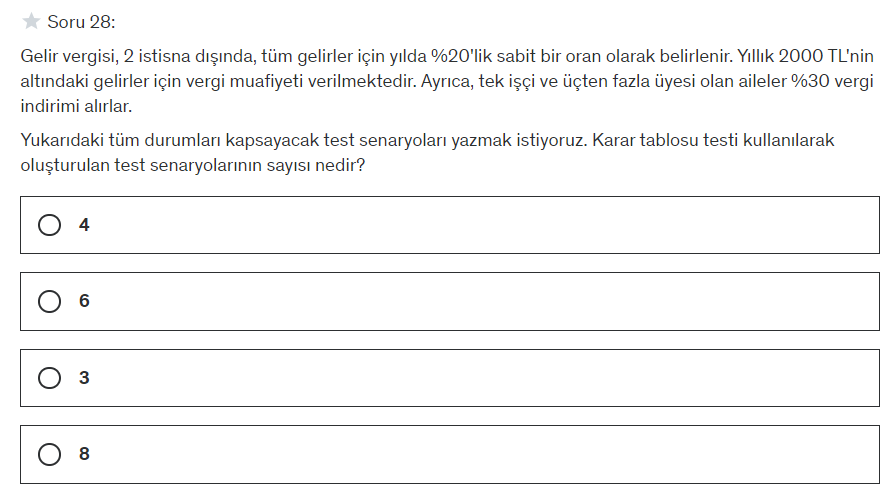 Soru 28:
Gelir vergisi, 2 istisna dışında, tüm gelirler için yılda %20'lik sabit bir oran olarak belirlenir. Yıllık 2000 TL'nin
altındaki gelirler için vergi muafiyeti verilmektedir. Ayrıca, tek işçi ve üçten fazla üyesi olan aileler %30 vergi
indirimi alırlar.
Yukarıdaki tüm durumları kapsayacak test senaryoları yazmak istiyoruz. Karar tablosu testi kullanılarak
oluşturulan test senaryolarının sayısı nedir?
4
6
3
8